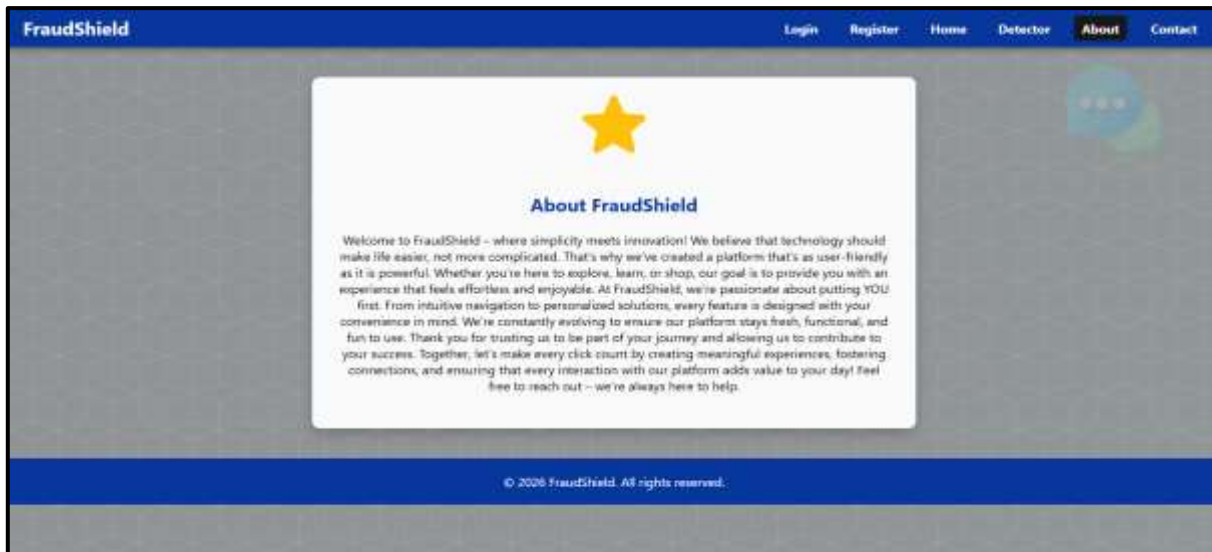 FraudShield
Login Register Home Detector About Contact
About FraudShield
Welcome to FraudShield – where simplicity meets innovation! We believe that technology should
make life easier, not more complicated. That's why we've created a platform that's as user-friendly
as it is powerful. Whether you're here to explore, learn, or shop, our goal is to provide you with an
experience that feels effortless and enjoyable. At FraudShield, we're passionate about putting YOU
first. From intuitive navigation to personalized solutions, every feature is designed with your
convenience in mind. We're constantly evolving to ensure our platform stays fresh, functional, and
fun to use. Thank you for trusting us to be part of your journey and allowing us to contribute to
your success. Together, let's make every click count by creating meaningful experiences, fostering
connections, and ensuring that every interaction with our platform adds value to your day! Feel
free to reach out – we're always here to help.
© 2026 FraudShield. All rights reserved.